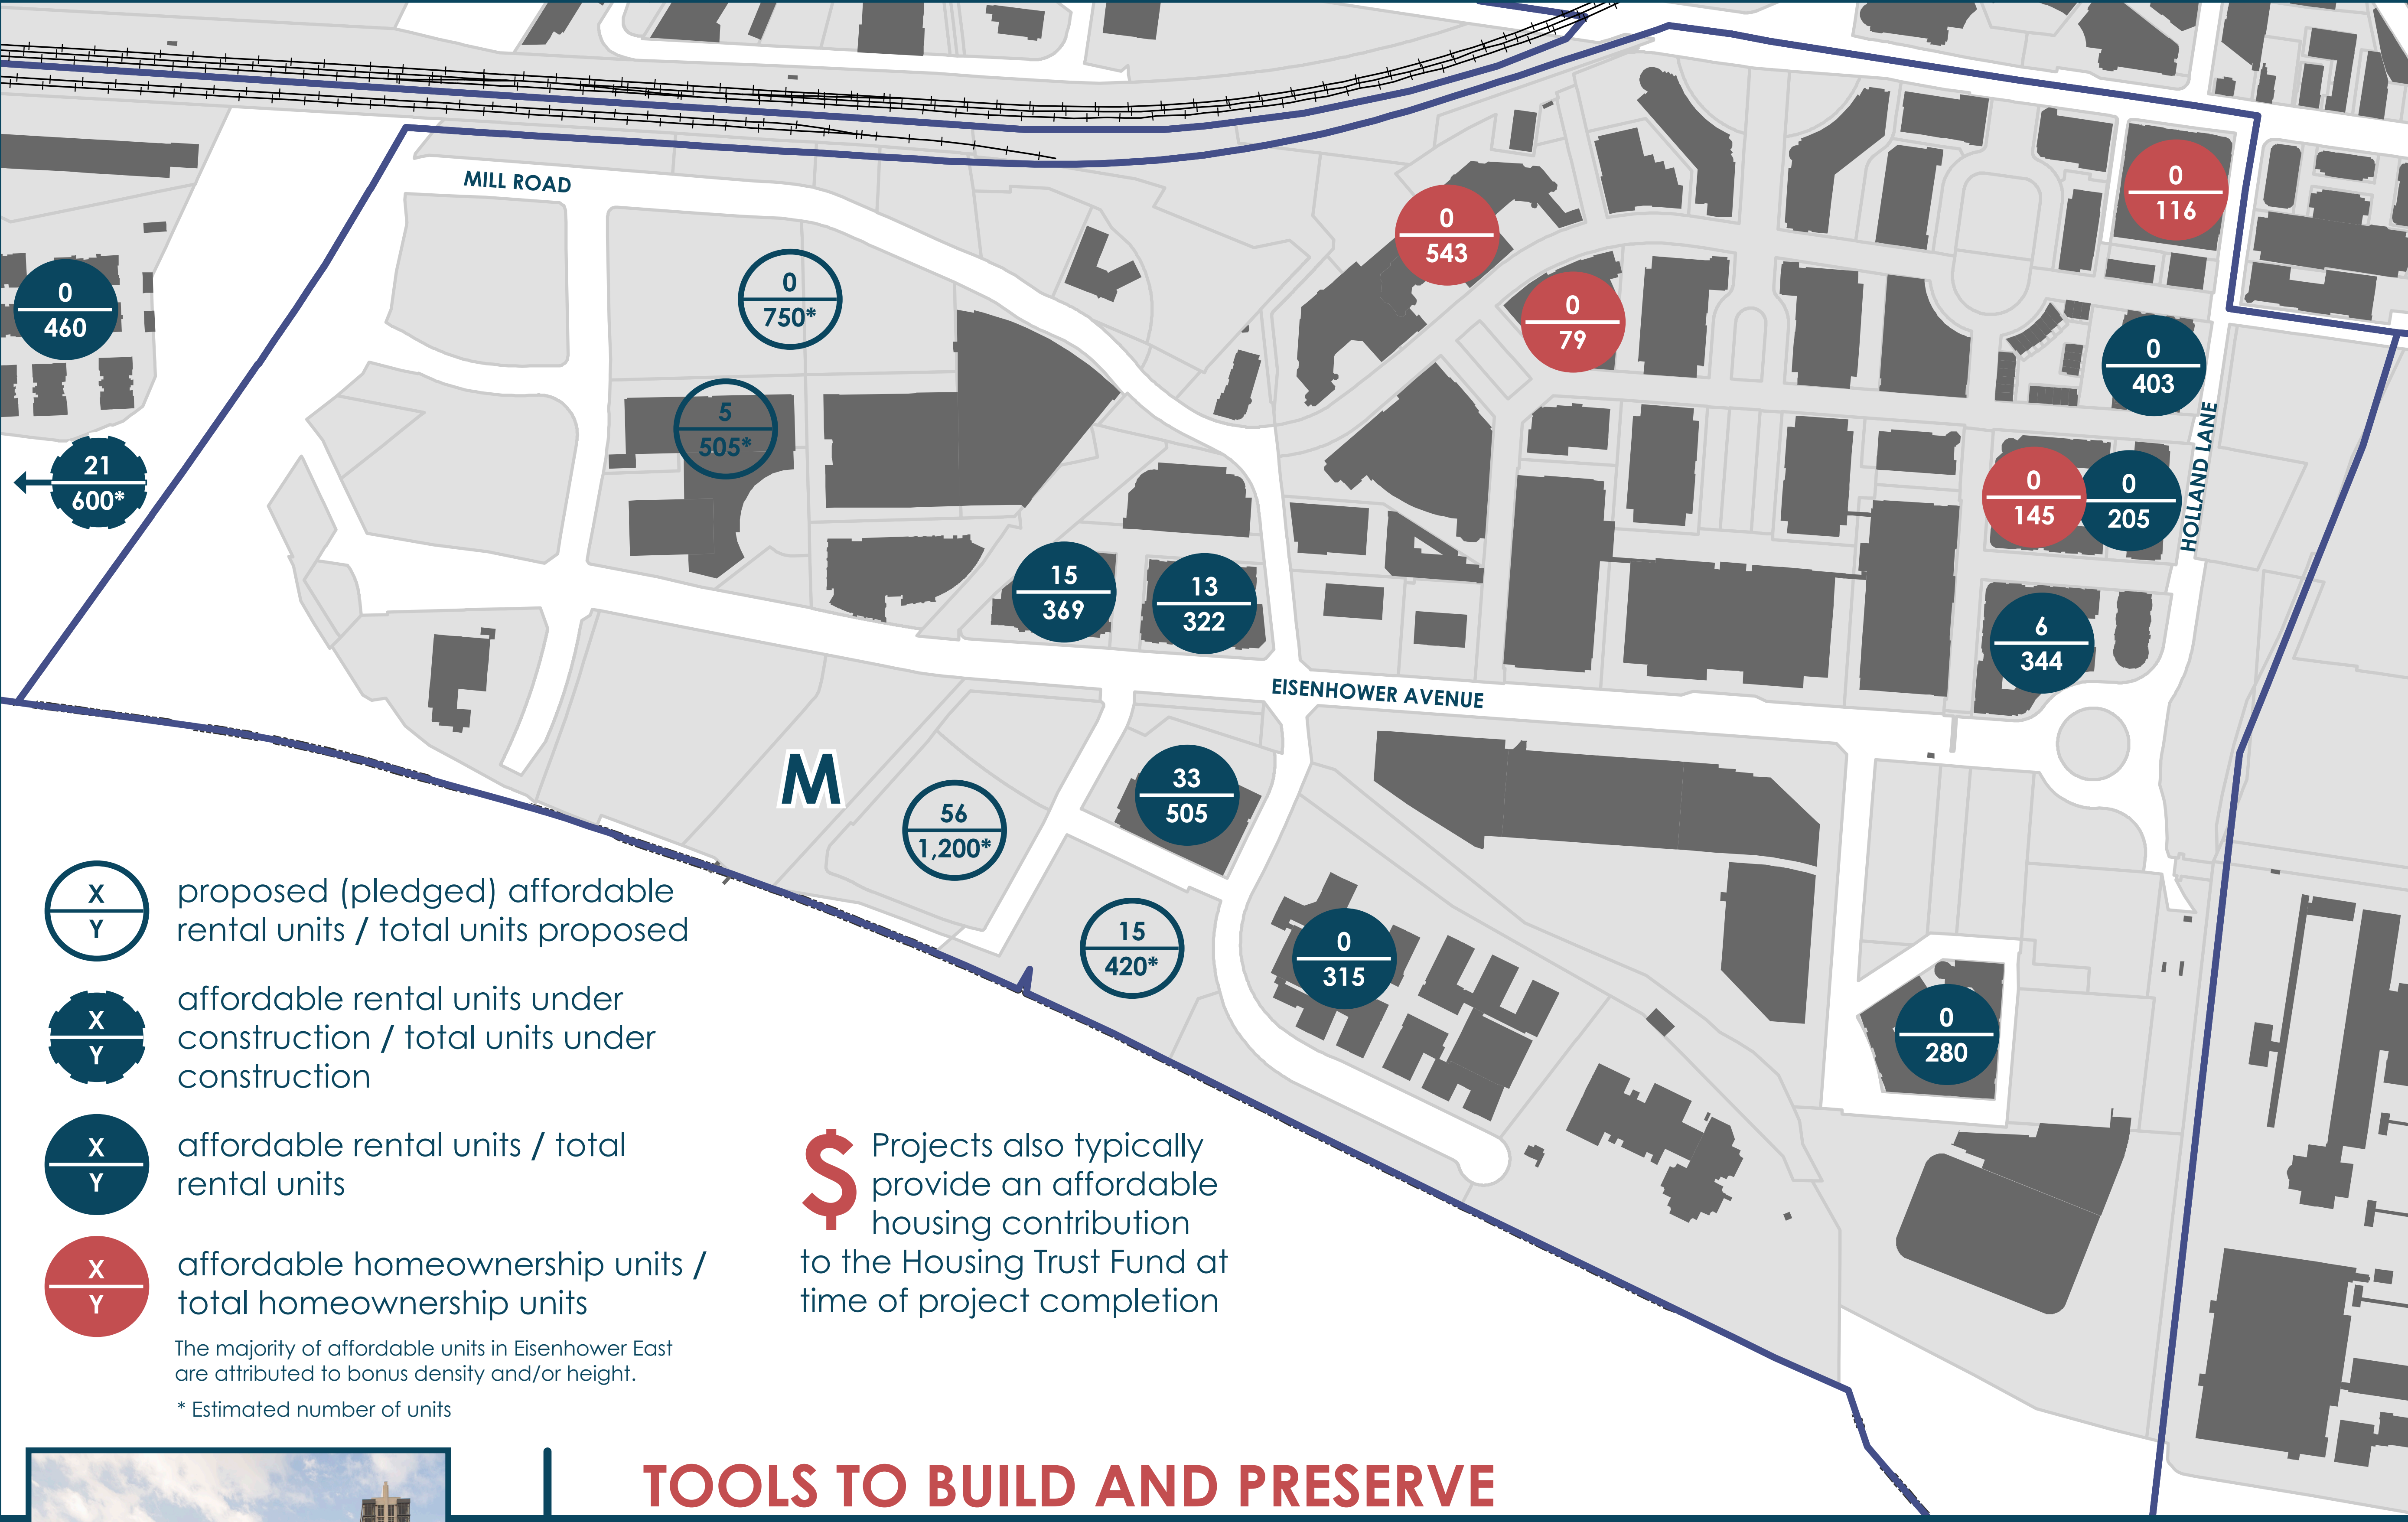 MILL ROAD
0
116
0
543
0
750*
0
460
0
79
0
403
5
505*
21
600*
0
145
0
205
HOLLAND LANE
15
369
13
322
6
344
EISENHOWER AVENUE
M
33
505
56
1,200*
15
420*
0
315
0
280
X
Y
proposed (pledged) affordable
rental units / total units proposed
X
Y
affordable rental units under
construction / total units under
construction
X
Y
affordable rental units / total
rental units
X
Y
affordable homeownership units /
total homeownership units
The majority of affordable units in Eisenhower East
are attributed to bonus density and/or height.
* Estimated number of units
$ Projects also typically
provide an affordable
housing contribution
to the Housing Trust Fund at
time of project completion
TOOLS TO BUILD AND PRESERVE